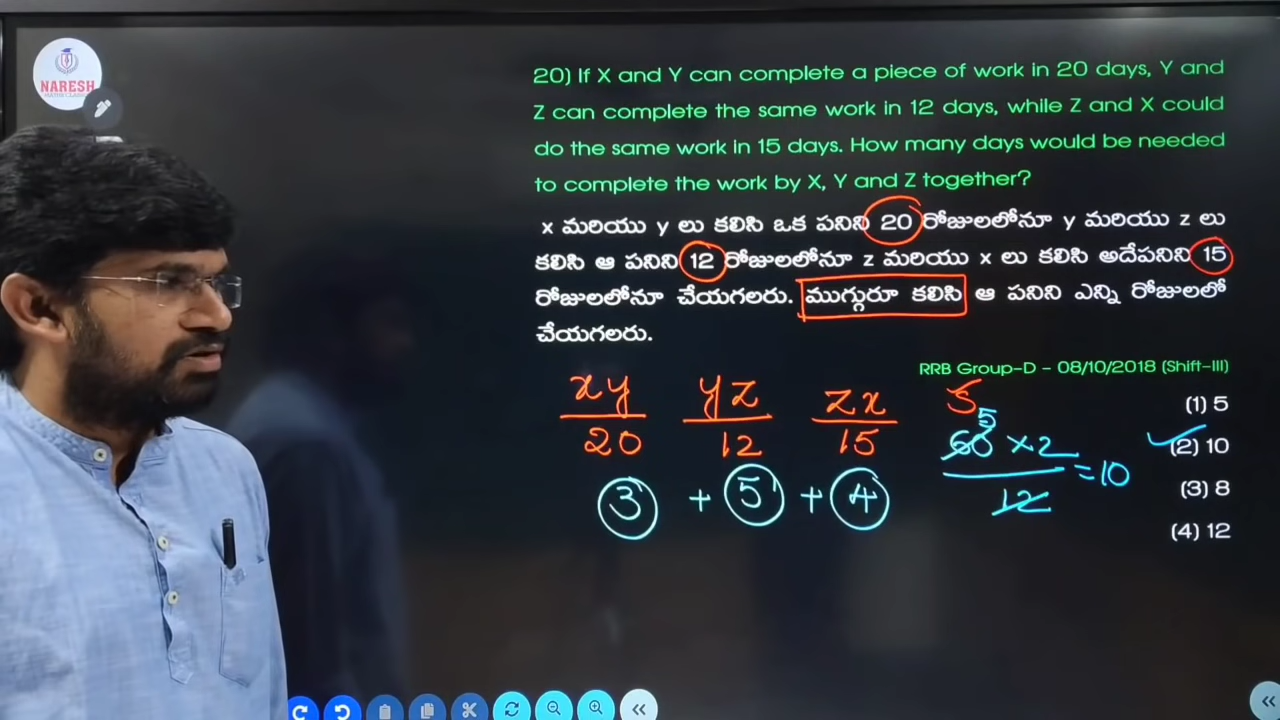 NARESH
20) If X and Y can complete a piece of work in 20 days, Y and
Z can complete the same work in 12 days, while Z and X could
do the same work in 15 days. How many days would be needed
to complete the work by X, Y and Z together?
x మరియు y లు కలిసి ఒక పనిని 20 రోజులలోనూ y మరియు z లు
కలిసి ఆ పనిని 12 రోజులలోనూ z మరియు x లు కలిసి అదేపనిని 15
రోజులలోనూ చేయగలరు. ముగ్గురూ కలిసి ఆ పనిని ఎన్ని రోజులలో
చేయగలరు.
RRB Group-D - 08/10/2018 (Shift-III)
(1) 5
(2) 10
(3) 8
(4) 12
xy yz zx
20 12 15
3 + 5 + 4
5
5
60 × 2
12
= 10